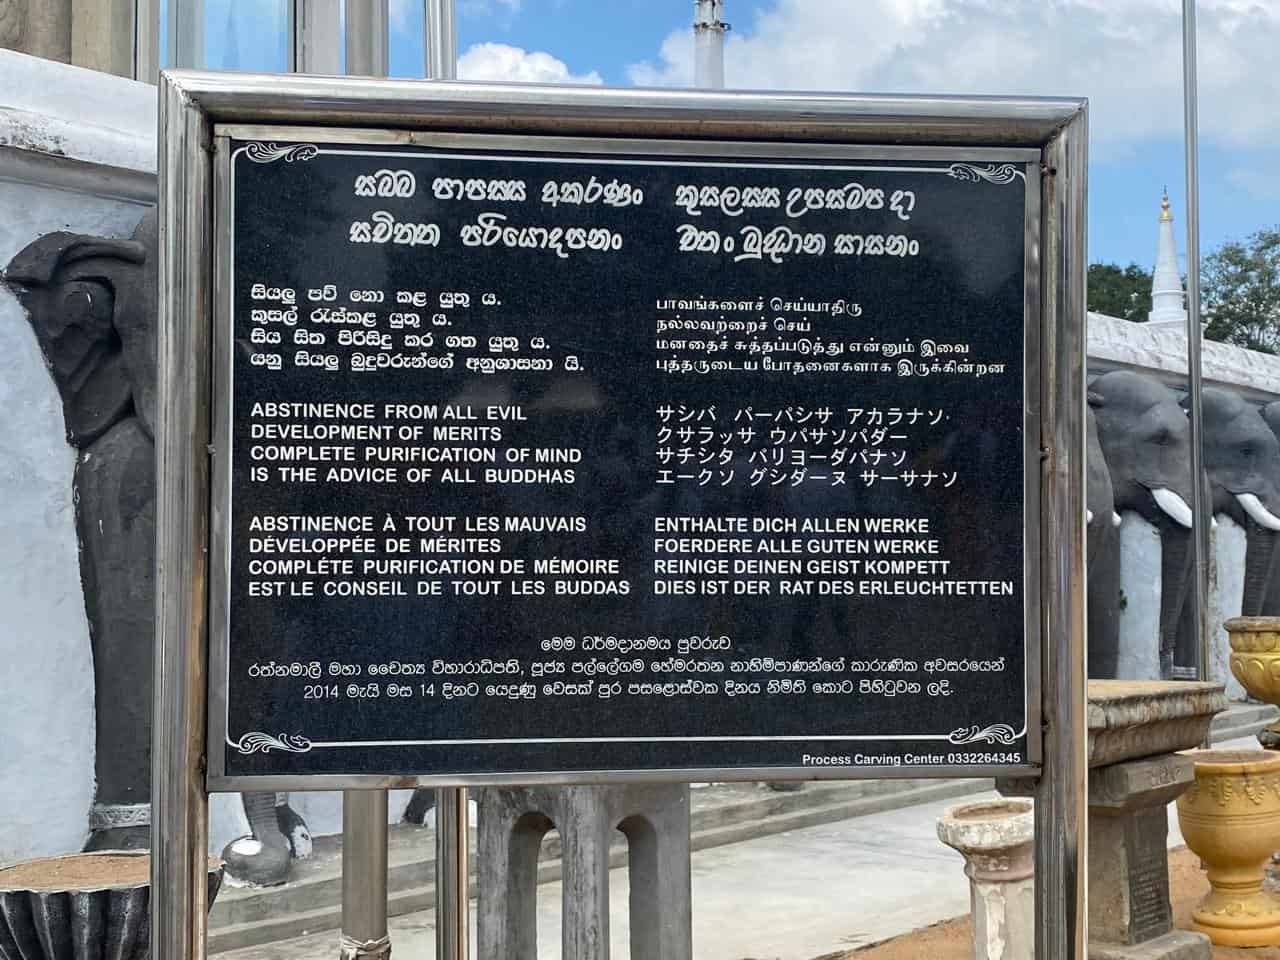 සබබ පාපසස අකරණං කුසලසස උපසමපදා
සචිතත පරියොදපනං එතං බුද්ධාන සාසනං
සියලු පව් නො කළ යුතු ය.
කුසල් රැස්කළ යුතු ය.
සිය සිත පිරිසිදු කර ගත යුතු ය.
යනු සියලු බුදුවරුන්ගේ අනුශාසනා යි.
பாவங்களைச் செய்யாதிரு
நல்லவற்றைச் செய்
மனதைச் சுத்தப்படுத்து என்னும் இவை
புத்தருடைய போதனைகளாக இருக்கின்றன
ABSTINENCE FROM ALL EVIL
DEVELOPMENT OF MERITS
COMPLETE PURIFICATION OF MIND
IS THE ADVICE OF ALL BUDDHAS
サシバ パーパシサ アカラナソ
クサラッサ ウパサソパダー
サチシタ パリヨーダパナソ
エークソ グシダーヌ サーサナソ
ABSTINENCE À TOUT LES MAUVAIS
DÉVELOPPÉE DE MÉRITES
COMPLÉTE PURIFICATION DE MÉMOIRE
EST LE CONSEIL DE TOUT LES BUDDAS
ENTHALTE DICH ALLEN WERKE
FOERDERE ALLE GUTEN WERKE
REINIGE DEINEN GEIST KOMPETT
DIES IST DER RAT DES ERLEUCHTETTEN
මෙම ධර්මදානමය පුවරුව
රත්නමාලී මහා චෛත්‍ය විහාරාධිපති, පූජ්‍ය පල්ලේගම හේමරතන නාහිමිපාණන්ගේ කාරුණික අවසරයෙන්
2014 මැයි මස 14 දිනට යෙදුණු වෙසක් පුර පසළොස්වක දිනය නිමිති කොට පිහිටුවන ලදි.
Process Carving Center 0332264345